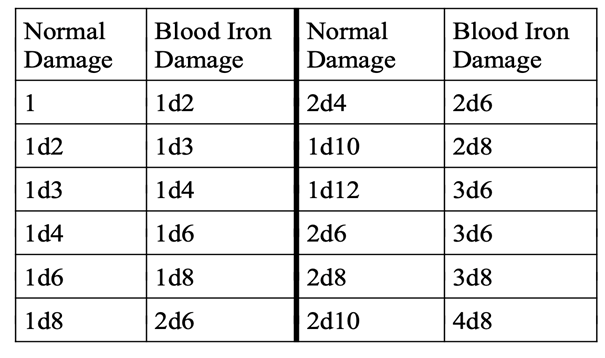 Normal Damage Blood Iron Damage Normal Damage Blood Iron Damage
1 1d2 2d4 2d6
1d2 1d3 1d10 2d8
1d3 1d4 1d12 3d6
1d4 1d6 2d6 3d6
1d6 1d8 2d8 3d8
1d8 2d6 2d10 4d8